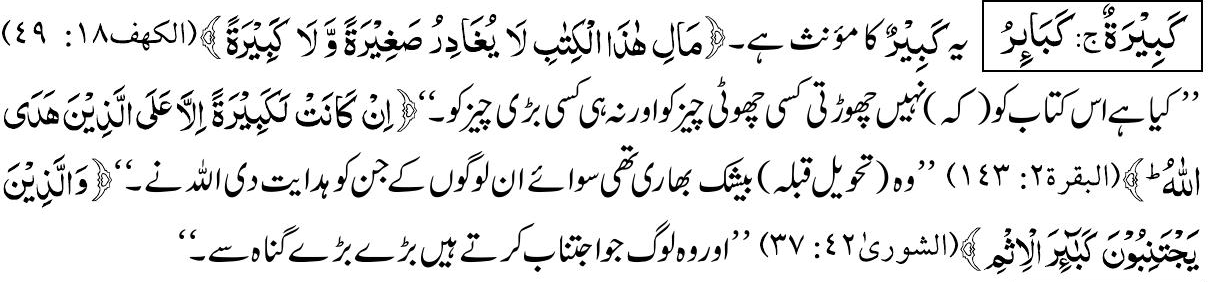 كَبِيْرَةٌ ج: كَبَائِرُ یہ كَبِيْرٌ کا مؤنث ہے۔ ﴿مَالِ هٰذَا الْكِتٰبِ لَا يُغَادِرُ صَغِيْرَةً وَّ لَا كَبِيْرَةً﴾ (الكهف١٨: ٤٩)
’’کیا ہے اس کتاب کو (کہ) نہیں چھوڑتی کسی چھوٹی چیز کو اور نہ ہی کسی بڑی چیز کو۔‘‘ ﴿اِنْ كَانَتْ لَكَبِيْرَةً اِلَّا عَلَى الَّذِيْنَ هَدَى
اللهُ ؕ﴾ (البقرة٢: ١٤٣) ’’وہ (تحویل قبلہ) بیشک بھاری تھی سوائے ان لوگوں کے جن کو ہدایت دی اللہ نے۔‘‘ ﴿وَالَّذِيْنَ
يَجْتَنِبُوْنَ كَبٰٓئِرَ الْاِثْمِ﴾ (الشورىٰ٤٢: ٣٧) ’’اور وہ لوگ جو اجتناب کرتے ہیں بڑے بڑے گناہ سے۔‘‘